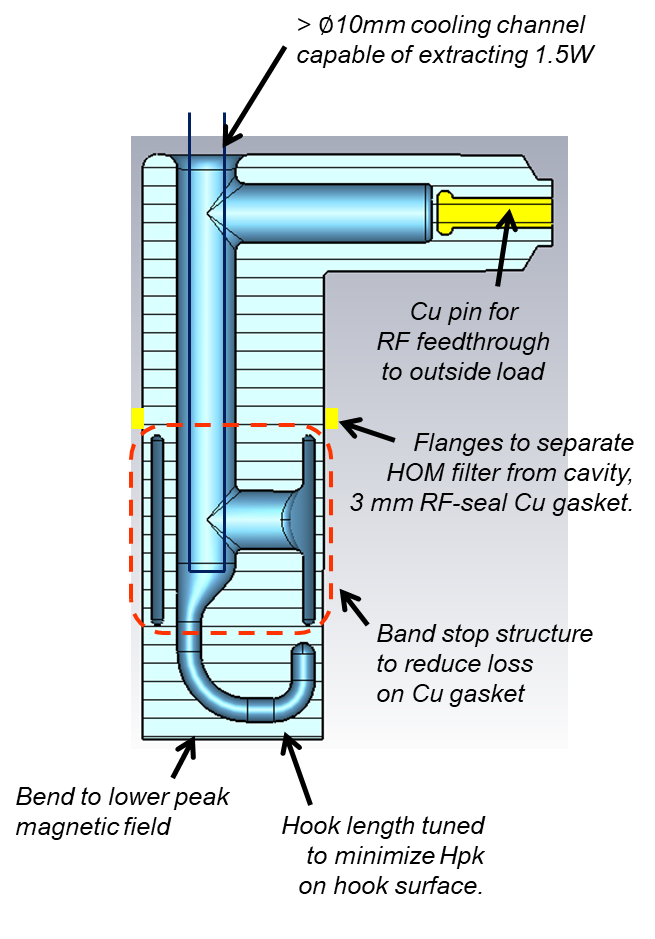 > Ø10mm cooling channel
capable of extracting 1.5W
Cu pin for
RF feedthrough
to outside load
Flanges to separate
HOM filter from cavity,
3 mm RF-seal Cu gasket.
Band stop structure
to reduce loss
on Cu gasket
Bend to lower peak
magnetic field
Hook length tuned
to minimize Hpk
on hook surface.